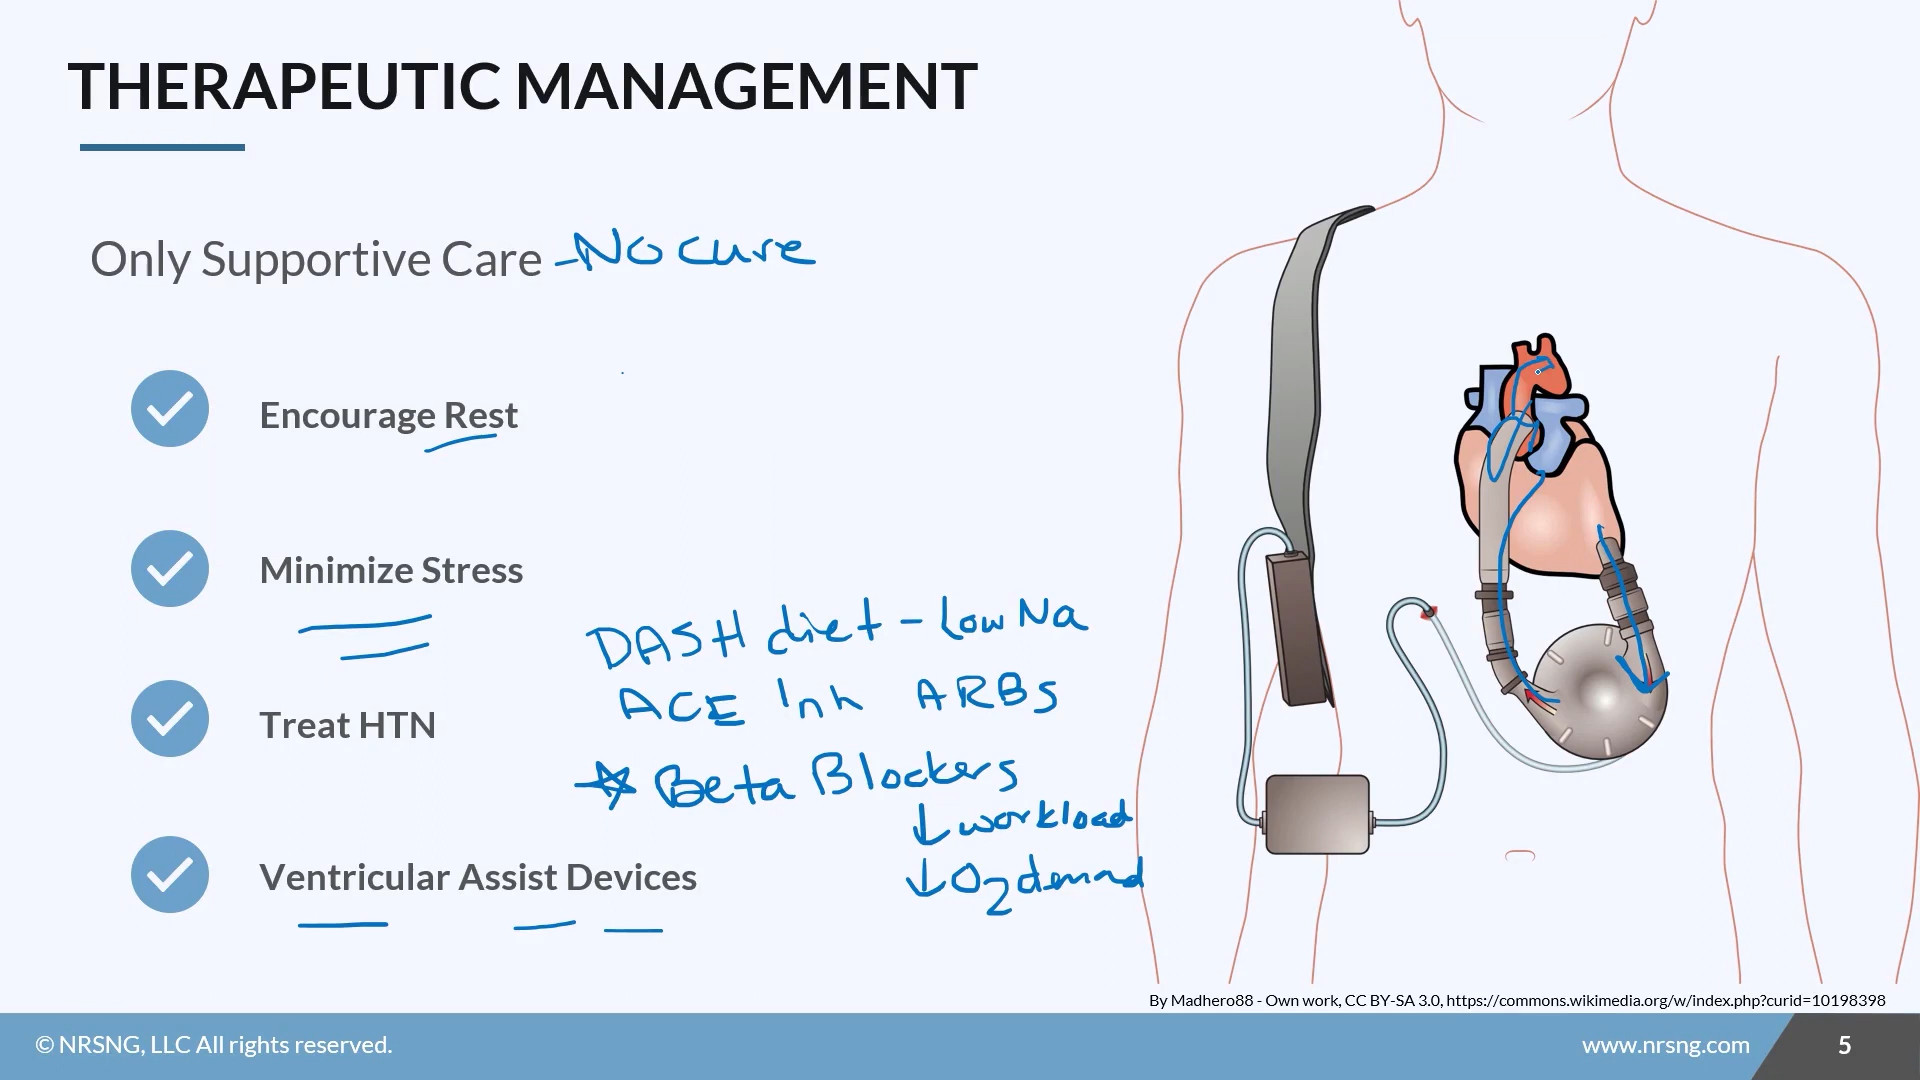 THERAPEUTIC MANAGEMENT
Only Supportive Care - No cure
Encourage Rest
Minimize Stress
DASH diet - Low Na
ACE Inh ARBs
Treat HTN
Beta Blockers
↓ workload
↓ O2 demand
Ventricular Assist Devices
By Madhero88 - Own work, CC BY-SA 3.0, https://commons.wikimedia.org/w/index.php?curid=10198398
© NRSNG, LLC All rights reserved.
www.nrsng.com
5